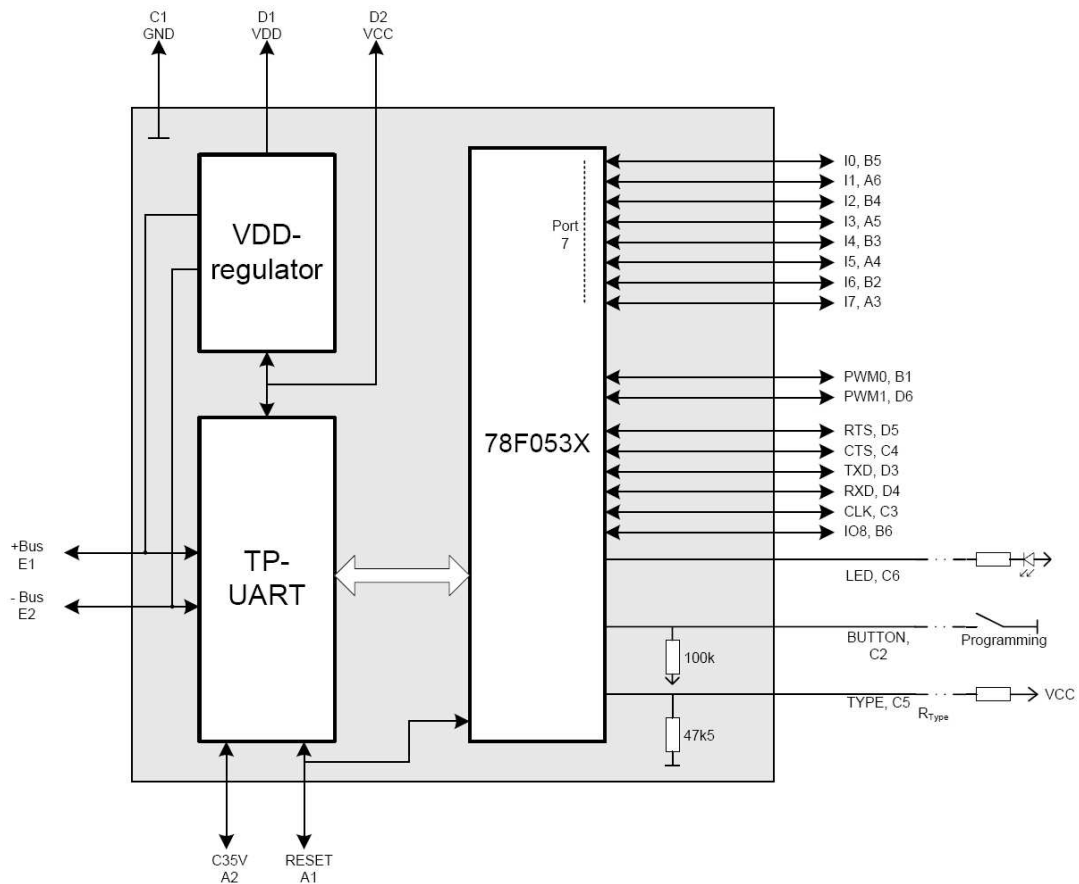 C1
GND
D1
VDD
D2
VCC
VDD-
regulator
Port
7
78F053X
I0, B5
I1, A6
I2, B4
I3, A5
I4, B3
I5, A4
I6, B2
I7, A3
PWM0, B1
PWM1, D6
RTS, D5
CTS, C4
TXD, D3
RXD, D4
CLK, C3
IO8, B6
+Bus
E1
- Bus
E2
TP-
UART
LED, C6
BUTTON,
C2
Programming
100k
TYPE, C5
RType
VCC
47k5
C35V
A2
RESET
A1